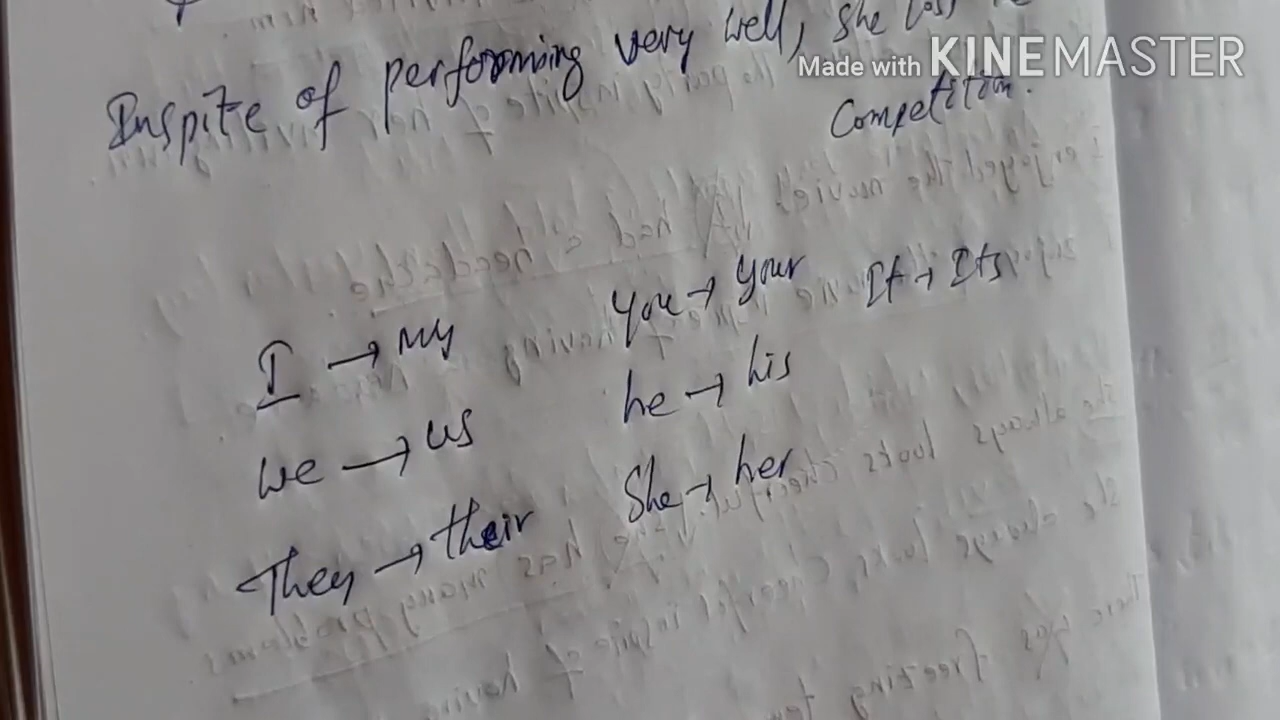 Inspite of performing very well, she
Made with KINEMASTER
Competition.
I → my
you → your
It → Its
we → us
he → his
They → their
She → her